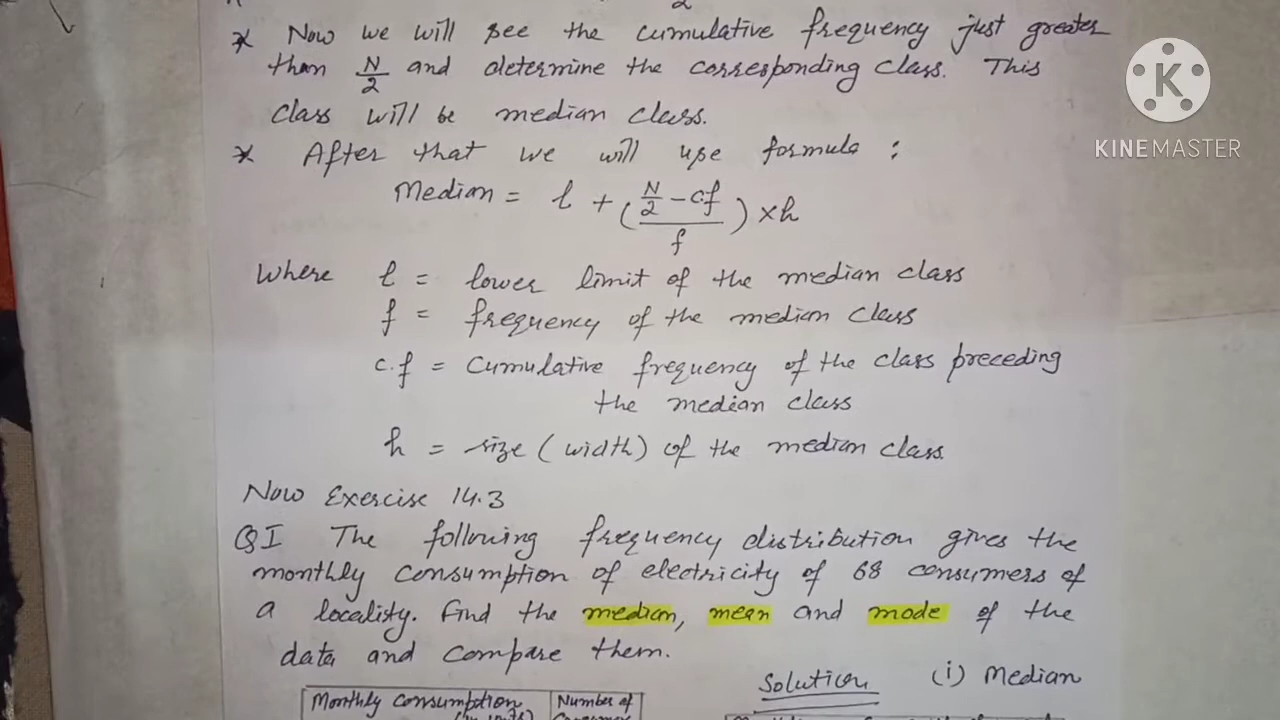 * Now we will see the cumulative frequency just greater
than N/2 and determine the corresponding class. This
class will be median class.
* After that we will use formula :
Median = l + (N/2 - cf / f) × h
Where l = lower limit of the median class
f = frequency of the median class
c.f = Cumulative frequency of the class preceding
the median class
h = size (width) of the median class.
Now Exercise 14.3
Q1 The following frequency distribution gives the
monthly consumption of electricity of 68 consumers of
a locality. Find the median, mean and mode of the
data and compare them.
Solution (i) Median
Monthly Consumption Number of
(in units)
K
KINEMASTER